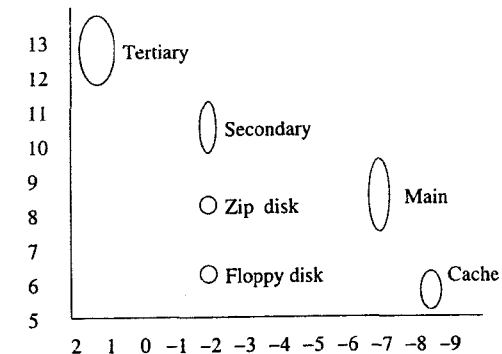 13
Tertiary
12
11
Secondary
10
9
Main
Zip disk
8
7
Floppy disk
Cache
6
5
2 1 0 –1 –2 –3 –4 –5 –6 –7 –8 –9